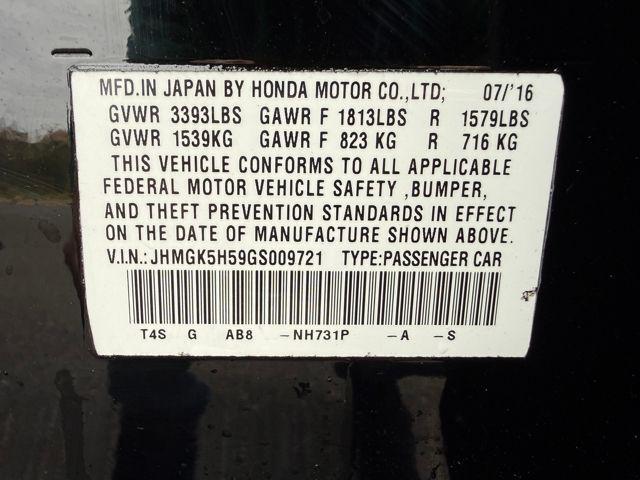 MFD.IN JAPAN BY HONDA MOTOR CO.,LTD; 07/'16
GVWR 3393LBS GAWR F 1813LBS R 1579LBS
GVWR 1539KG GAWR F 823 KG R 716 KG
THIS VEHICLE CONFORMS TO ALL APPLICABLE
FEDERAL MOTOR VEHICLE SAFETY ,BUMPER,
AND THEFT PREVENTION STANDARDS IN EFFECT
ON THE DATE OF MANUFACTURE SHOWN ABOVE.
V.I.N.:JHMGK5H59GS009721 TYPE:PASSENGER CAR
T4S G AB8 -NH731P -A -S